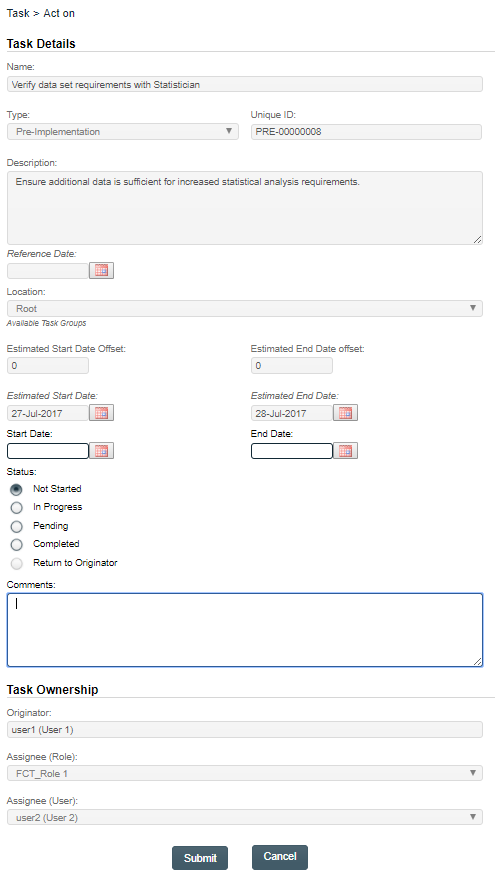 Task > Act on
Task Details
Name:
Verify data set requirements with Statistician
Type: Unique ID:
Pre-Implementation PRE-00000008
Description:
Ensure additional data is sufficient for increased statistical analysis requirements.
Reference Date:
Location:
Root
Available Task Groups
Estimated Start Date Offset: Estimated End Date offset:
0 0
Estimated Start Date: Estimated End Date:
27-Jul-2017 28-Jul-2017
Start Date: End Date:
Status:
Not Started
In Progress
Pending
Completed
Return to Originator
Comments:
Task Ownership
Originator:
user1 (User 1)
Assignee (Role):
FCT_Role 1
Assignee (User):
user2 (User 2)
Submit Cancel